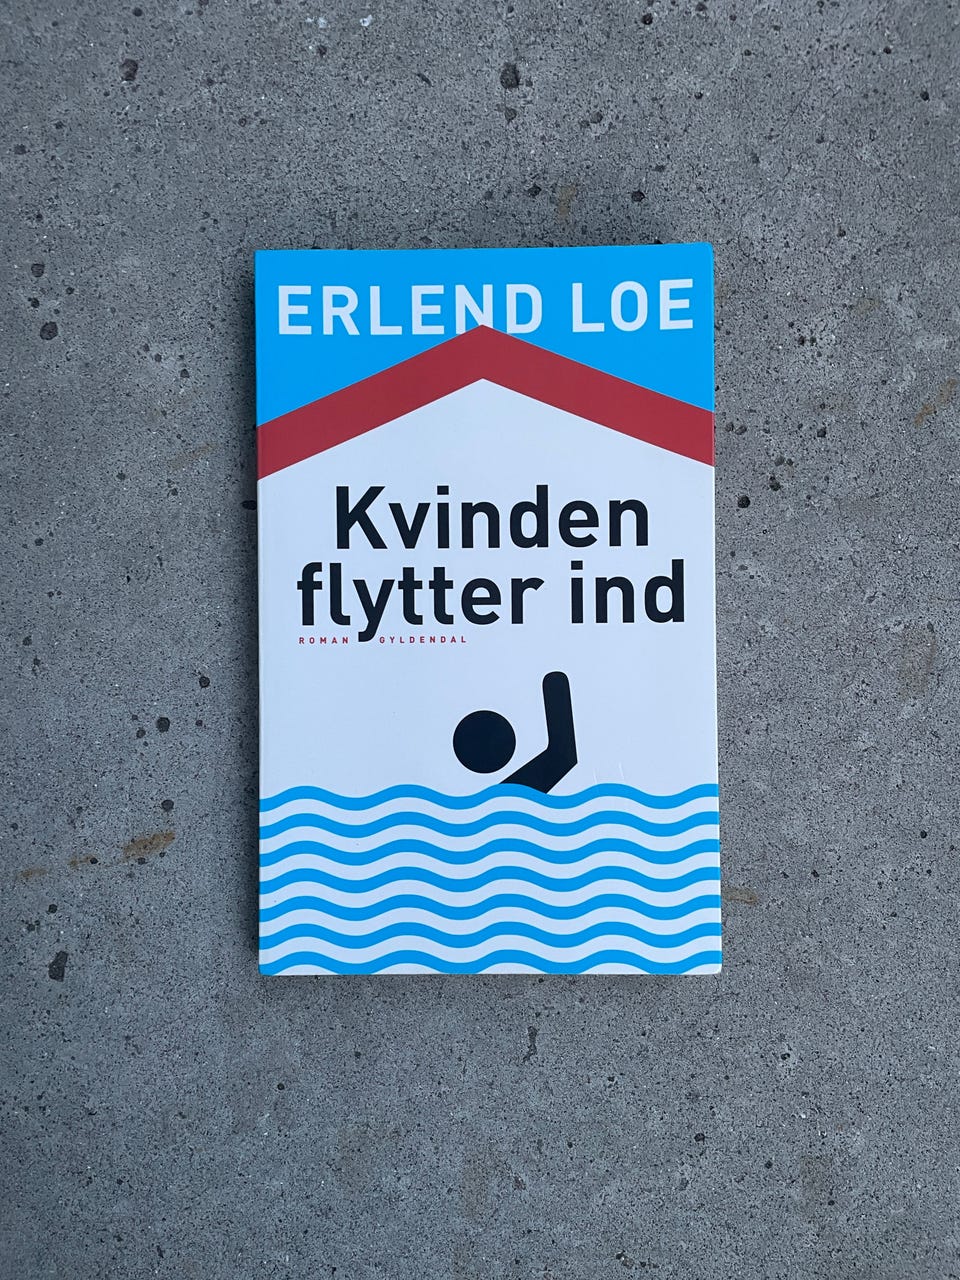 ERLEND LOE
Kvinden
flytter ind
ROMAN GYLDENDAL